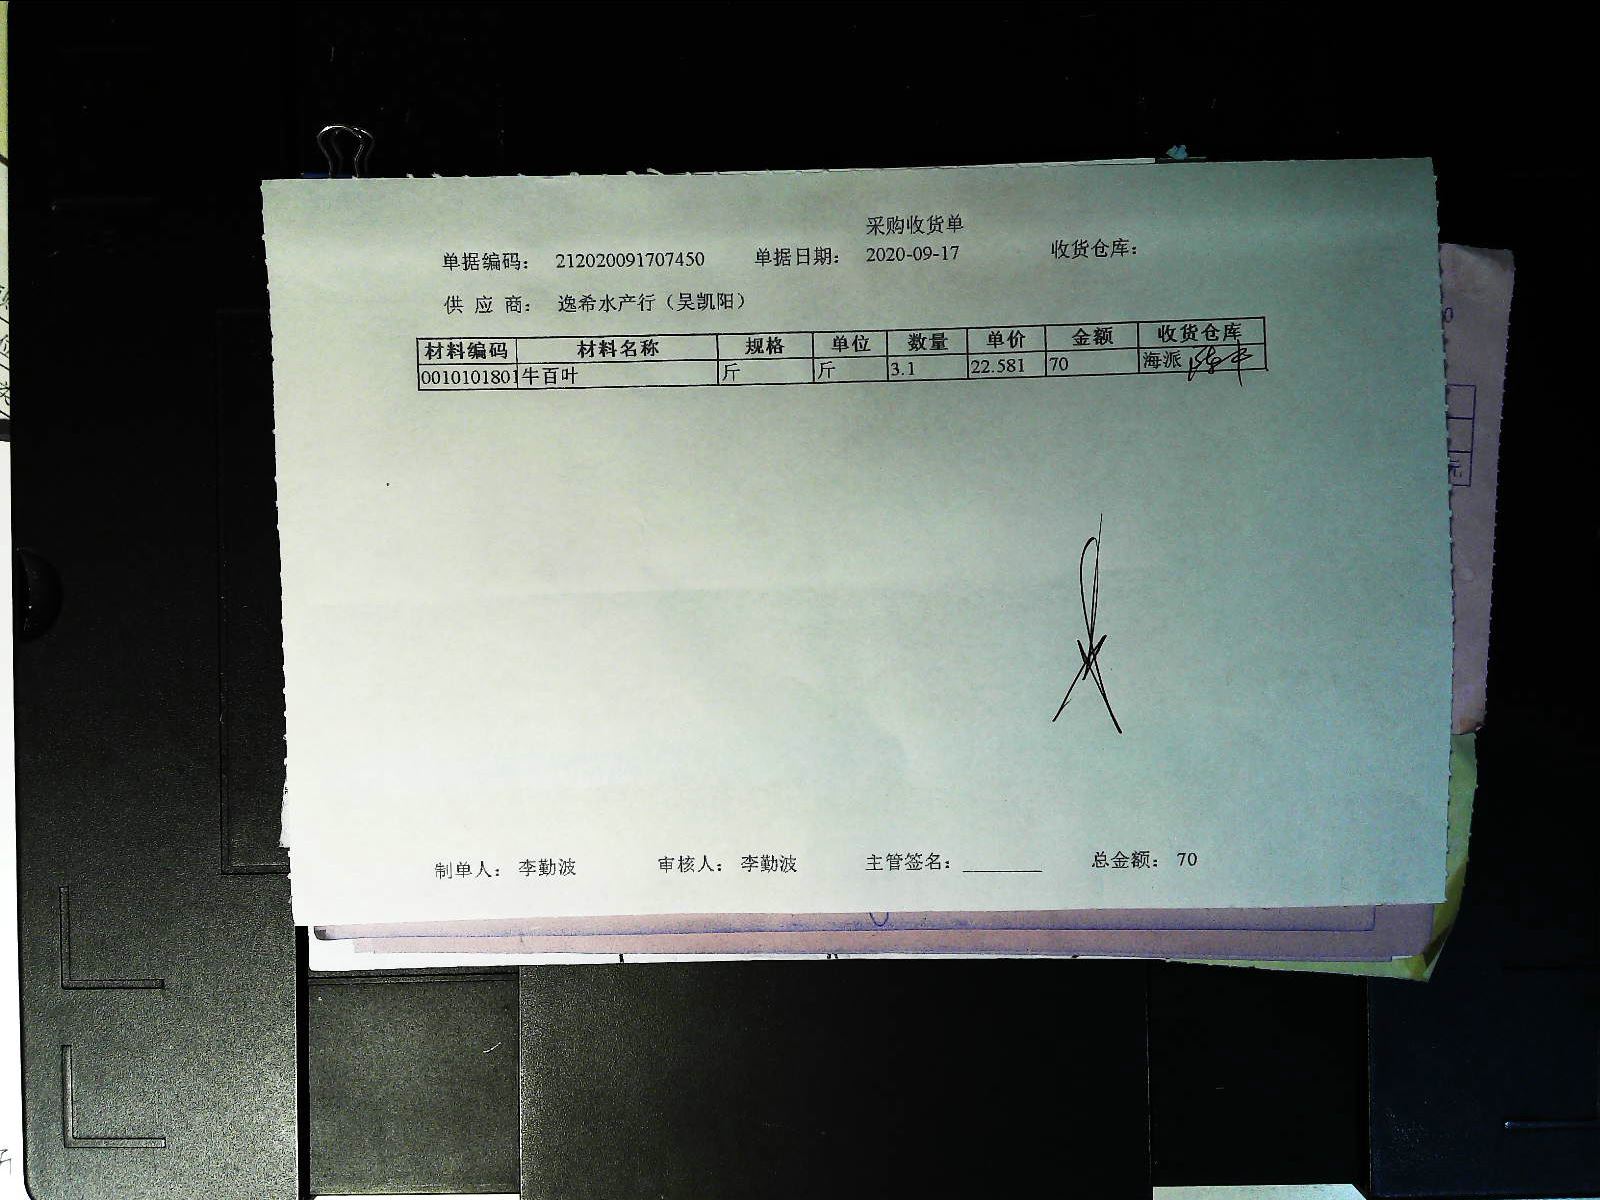 采购收货单
单据编码： 212020091707450 单据日期： 2020-09-17 收货仓库：
供 应 商： 逸希水产行（吴凯阳）
材料编码 材料名称 规格 单位 数量 单价 金额 收货仓库
0010101801 牛百叶 斤 斤 3.1 22.581 70 海派
制单人： 李勤波 审核人： 李勤波 主管签名：________ 总金额： 70